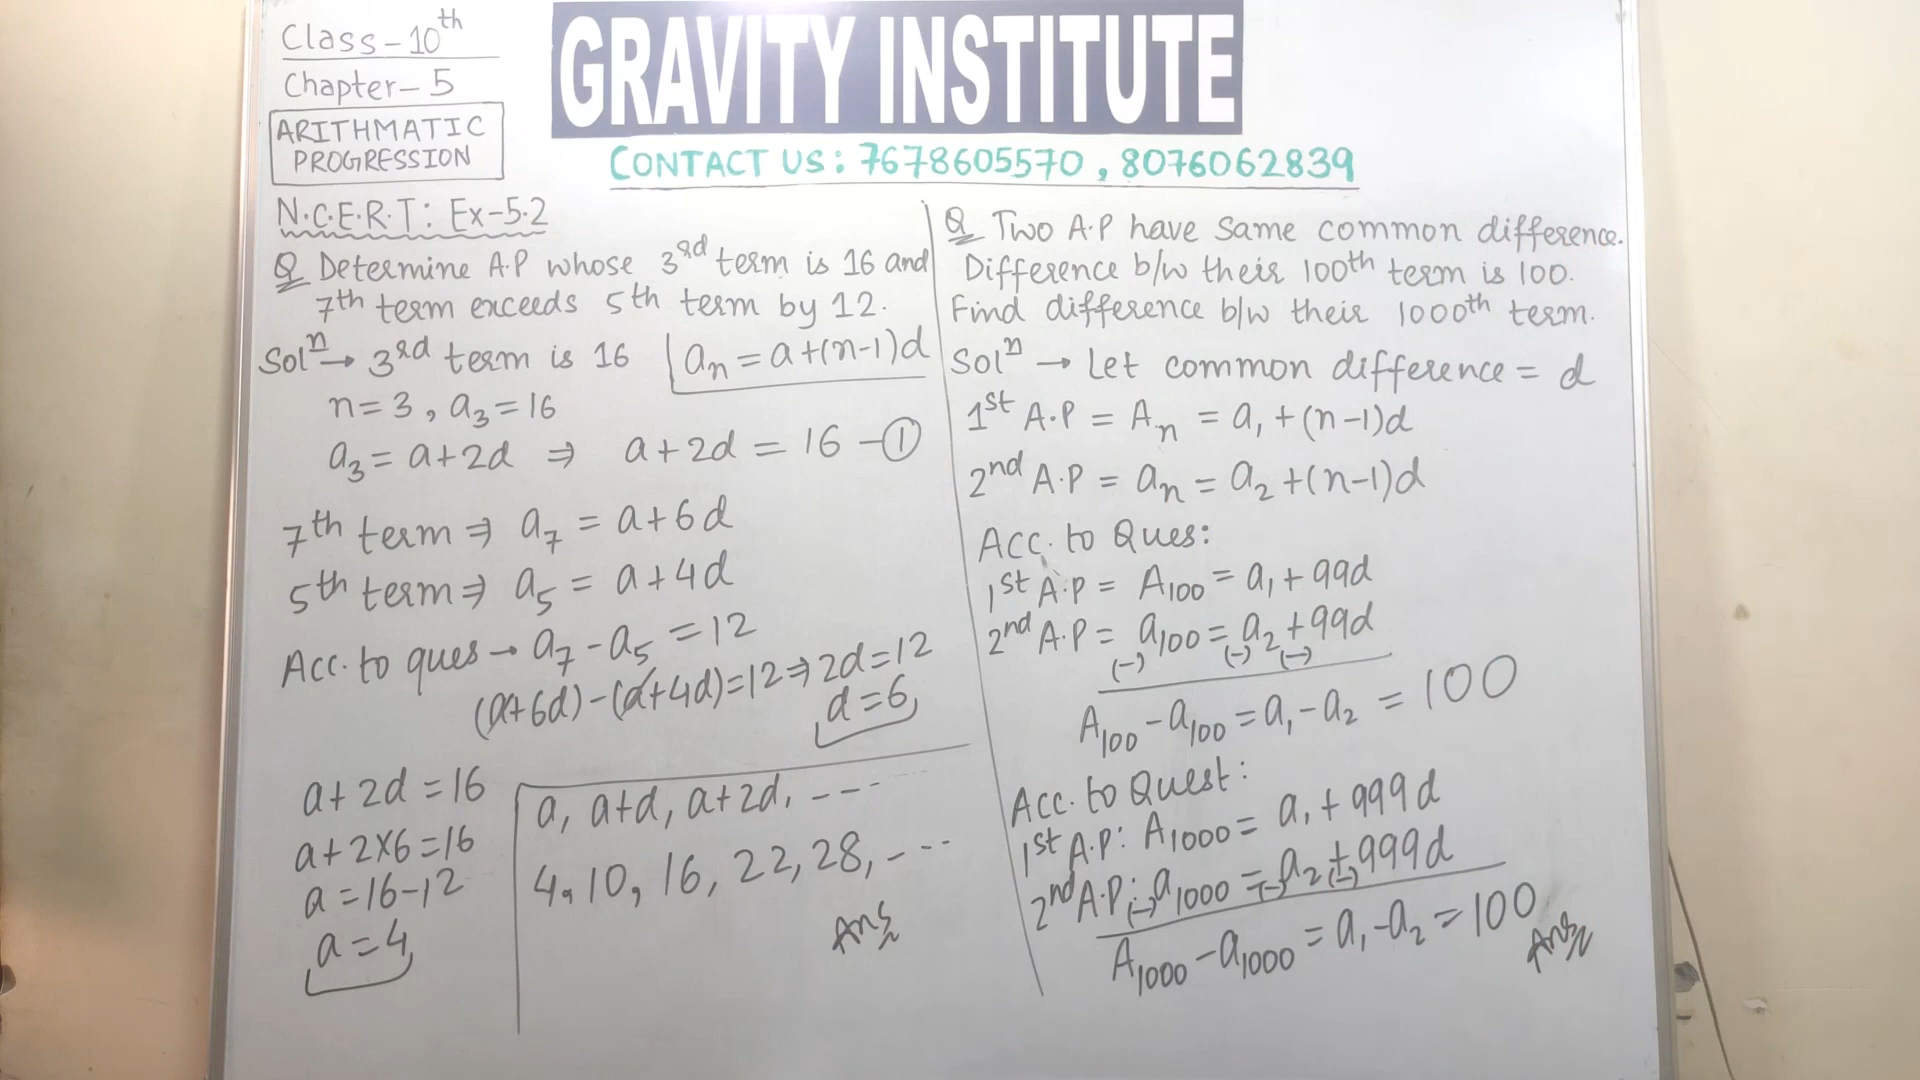 Class-10th
Chapter-5
ARITHMATIC
PROGRESSION
GRAVITY INSTITUTE
CONTACT US: 7678605570, 8076062839
N.C.E.R.T: Ex-5.2
Q Determine A.P whose 3rd term is 16 and
7th term exceeds 5th term by 12.
Solⁿ → 3rd term is 16
aₙ = a+(n-1)d
n=3, a₃=16
a₃ = a+2d ⇒ a+2d = 16 -①
7th term ⇒ a₇ = a+6d
5th term ⇒ a₅ = a+4d
Acc. to ques → a₇-a₅ = 12
(a+6d)-(a+4d)=12 ⇒ 2d=12
d=6
a+2d=16
a+2×6=16
a=16-12
a=4
a, a+d, a+2d, ---
4, 10, 16, 22, 28, ---
Ans
Q Two A.P have same common difference.
Difference b/w their 100th term is 100.
Find difference b/w their 1000th term.
Solⁿ → Let common difference = d
1st A.P = Aₙ = a₁+(n-1)d
2nd A.P = aₙ = a₂+(n-1)d
Acc. to Ques:
1st A.P = A₁₀₀ = a₁+99d
2nd A.P = a₁₀₀ = a₂+99d
(-) (-) (-)
A₁₀₀-a₁₀₀ = a₁-a₂ = 100
Acc. to Quest:
1st A.P: A₁₀₀₀ = a₁+999d
2nd A.P: a₁₀₀₀ = a₂+999d
(-) (-) (-)
A₁₀₀₀-a₁₀₀₀ = a₁-a₂ = 100
Ans